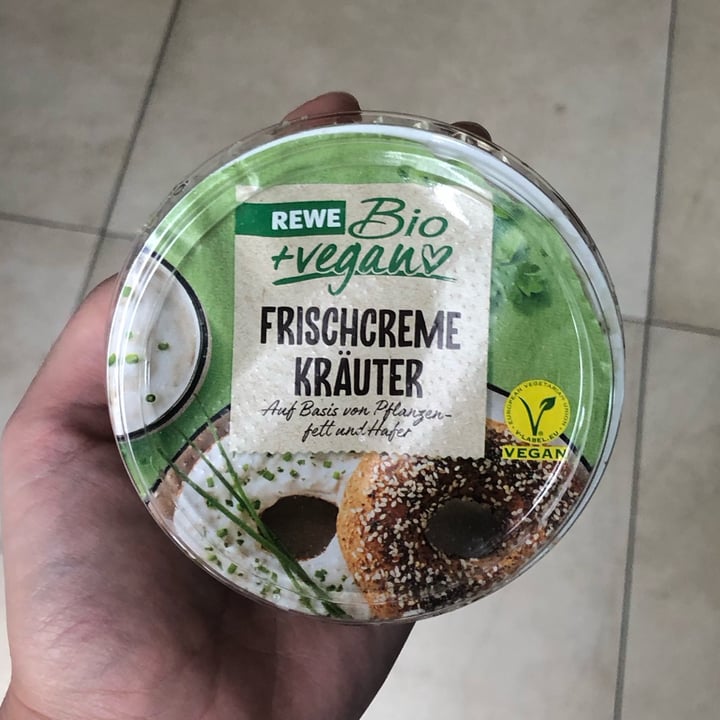 REWE Bio
+vegan
FRISCHCREME
KRÄUTER
Auf Basis von Pflanzen-
fett und Hafer
EUROPEAN VEGETARIAN UNION
V-LABEL.EU
VEGAN